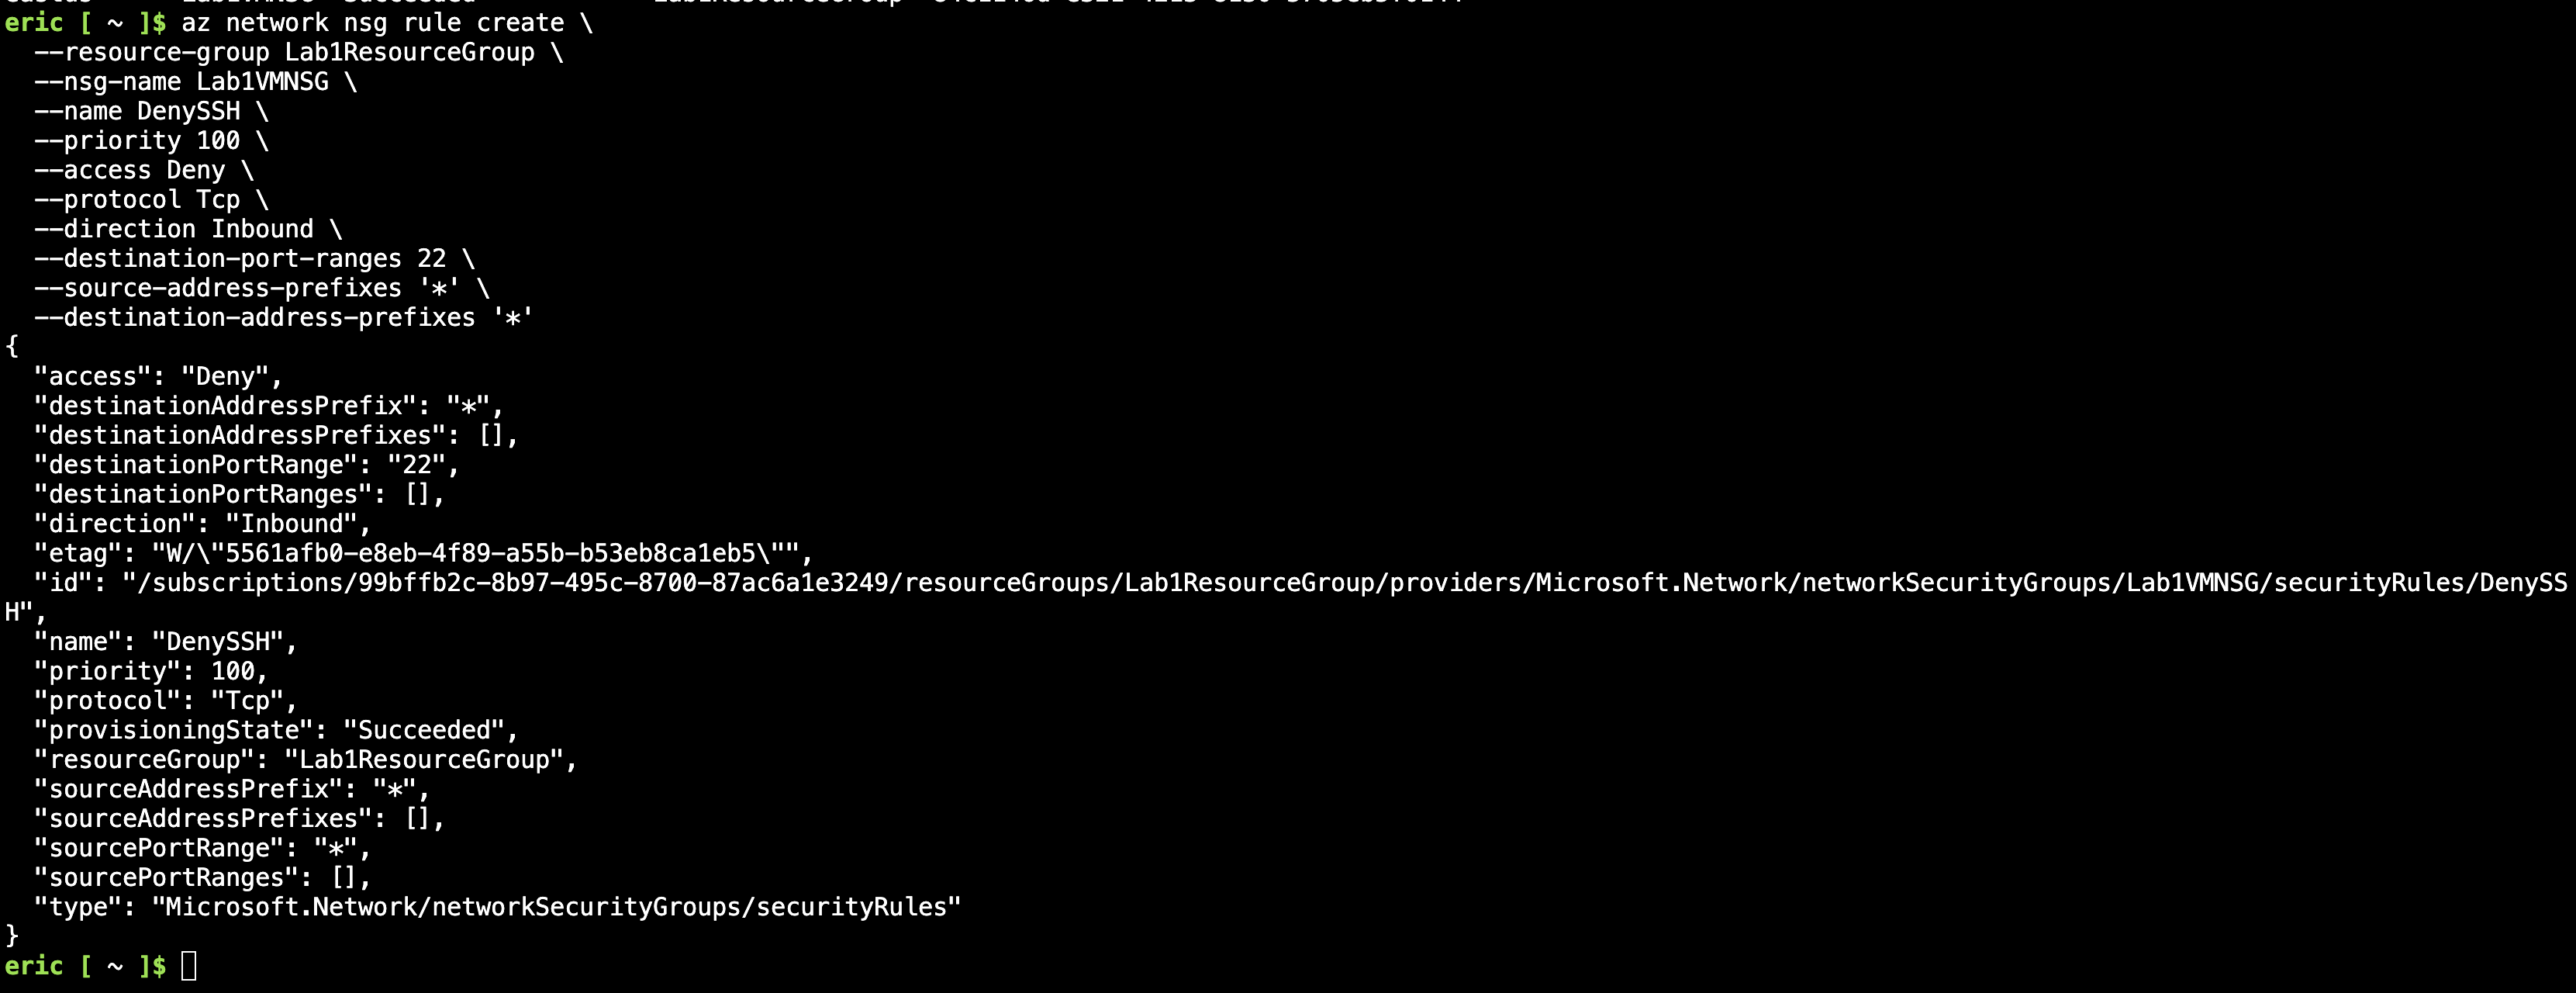 eric [ ~ ]$ az network nsg rule create \
  --resource-group Lab1ResourceGroup \
  --nsg-name Lab1VMNSG \
  --name DenySSH \
  --priority 100 \
  --access Deny \
  --protocol Tcp \
  --direction Inbound \
  --destination-port-ranges 22 \
  --source-address-prefixes '*' \
  --destination-address-prefixes '*'
{
  "access": "Deny",
  "destinationAddressPrefix": "*",
  "destinationAddressPrefixes": [],
  "destinationPortRange": "22",
  "destinationPortRanges": [],
  "direction": "Inbound",
  "etag": "W/\"5561afb0-e8eb-4f89-a55b-b53eb8ca1eb5\"",
  "id": "/subscriptions/99bffb2c-8b97-495c-8700-87ac6a1e3249/resourceGroups/Lab1ResourceGroup/providers/Microsoft.Network/networkSecurityGroups/Lab1VMNSG/securityRules/DenySS
H",
  "name": "DenySSH",
  "priority": 100,
  "protocol": "Tcp",
  "provisioningState": "Succeeded",
  "resourceGroup": "Lab1ResourceGroup",
  "sourceAddressPrefix": "*",
  "sourceAddressPrefixes": [],
  "sourcePortRange": "*",
  "sourcePortRanges": [],
  "type": "Microsoft.Network/networkSecurityGroups/securityRules"
}
eric [ ~ ]$